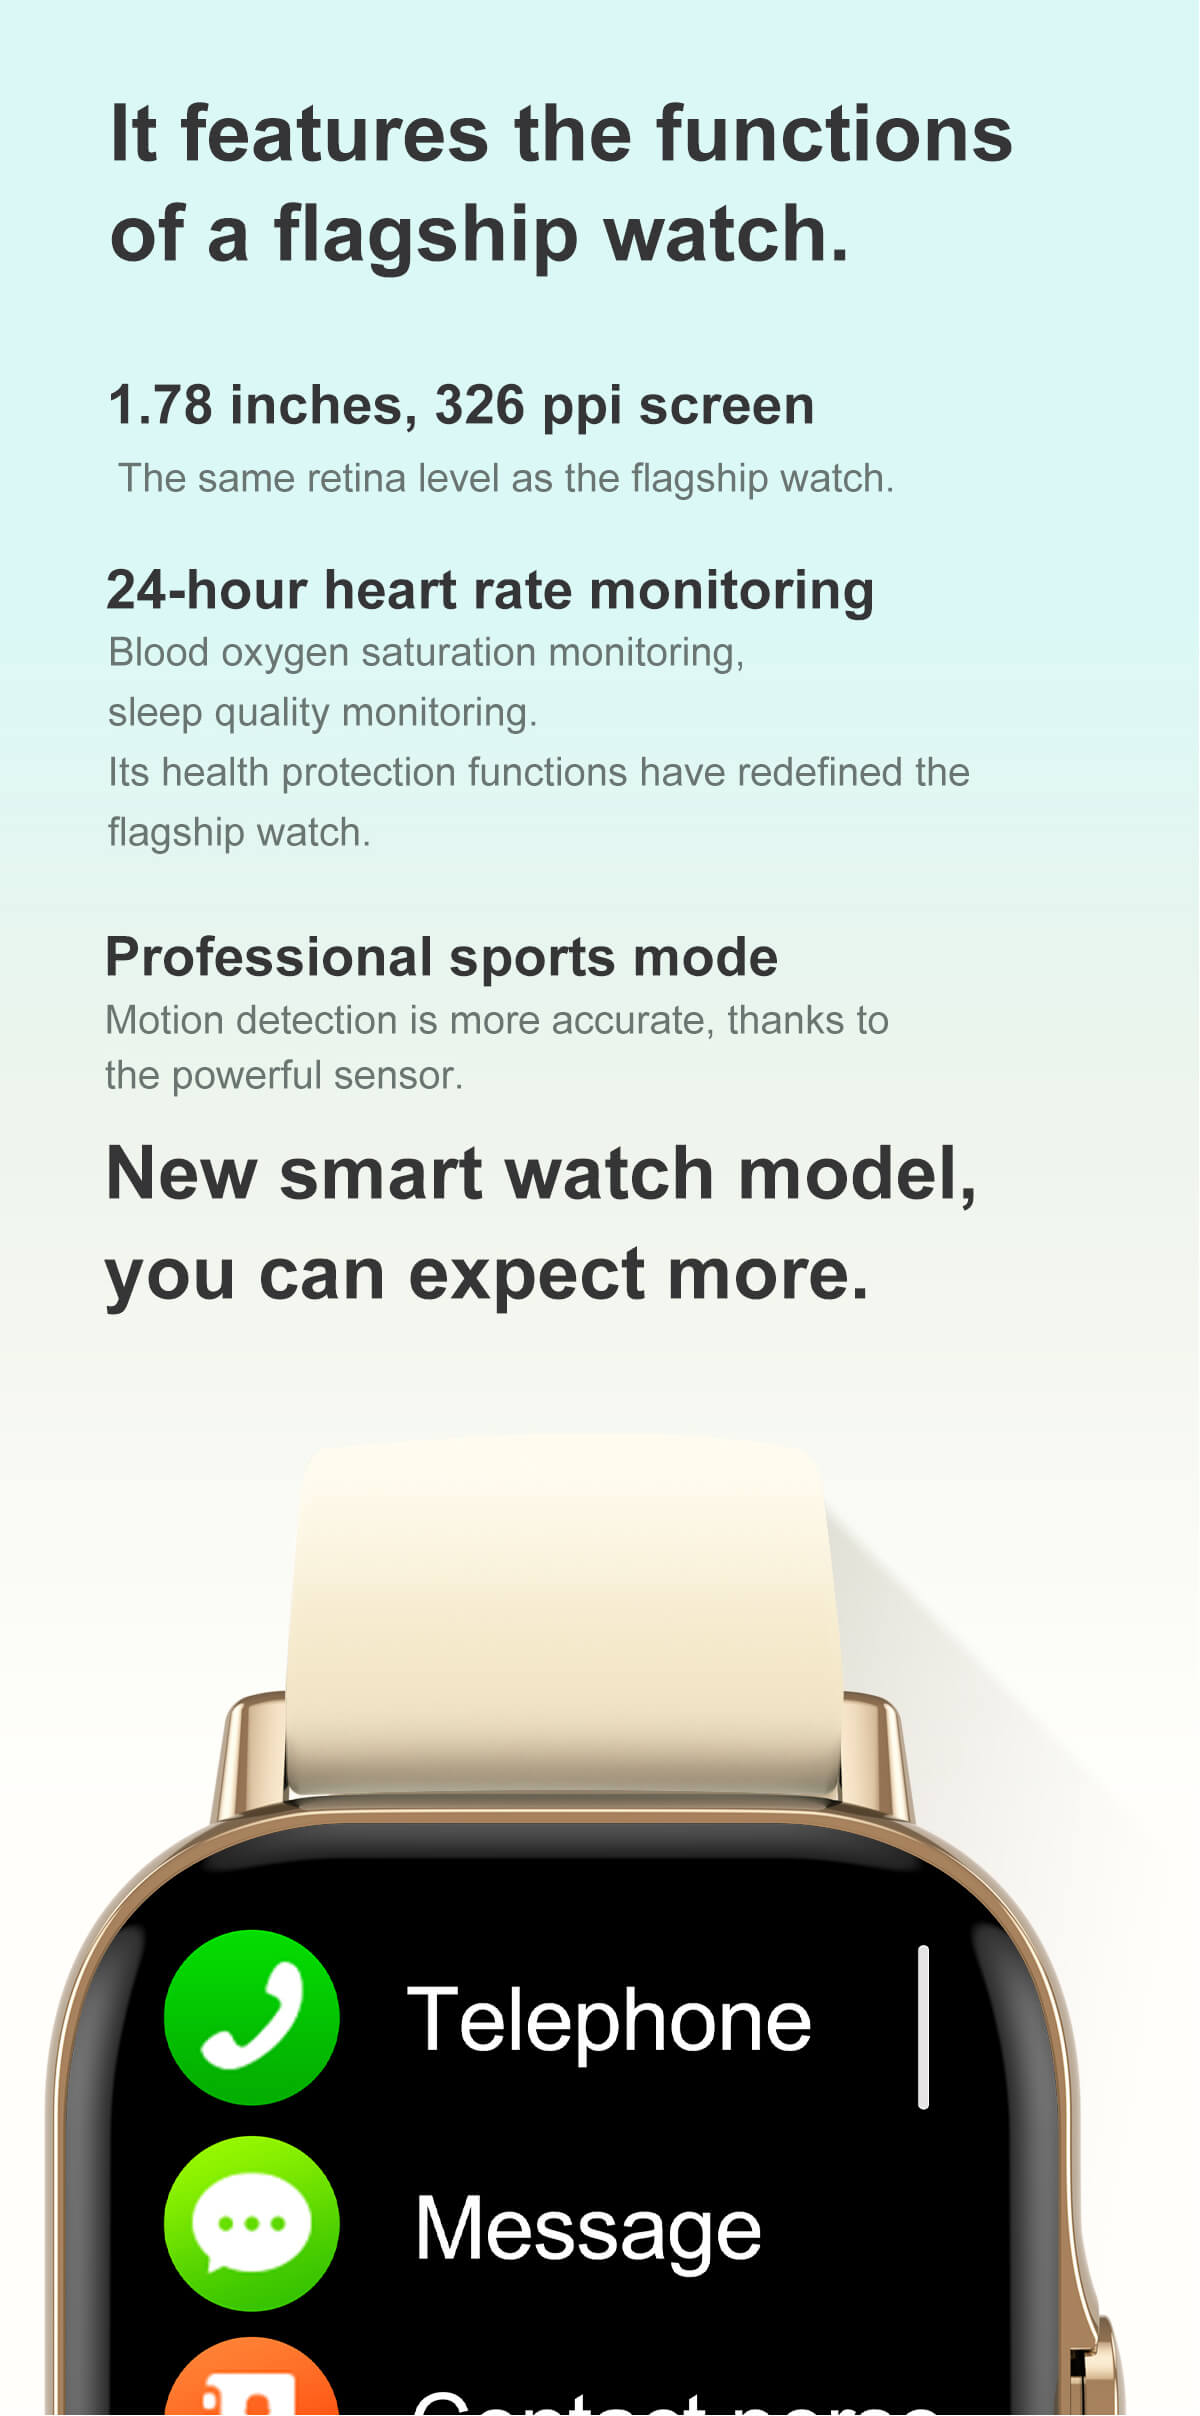 It features the functions
of a flagship watch.
1.78 inches, 326 ppi screen
The same retina level as the flagship watch.
24-hour heart rate monitoring
Blood oxygen saturation monitoring,
sleep quality monitoring.
Its health protection functions have redefined the
flagship watch.
Professional sports mode
Motion detection is more accurate, thanks to
the powerful sensor.
New smart watch model,
you can expect more.
Telephone
Message
Contact